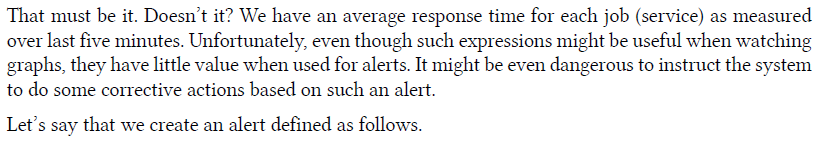 That must be it. Doesn’t it? We have an average response time for each job (service) as measured
over last five minutes. Unfortunately, even though such expressions might be useful when watching
graphs, they have little value when used for alerts. It might be even dangerous to instruct the system
to do some corrective actions based on such an alert.
Let’s say that we create an alert defined as follows.